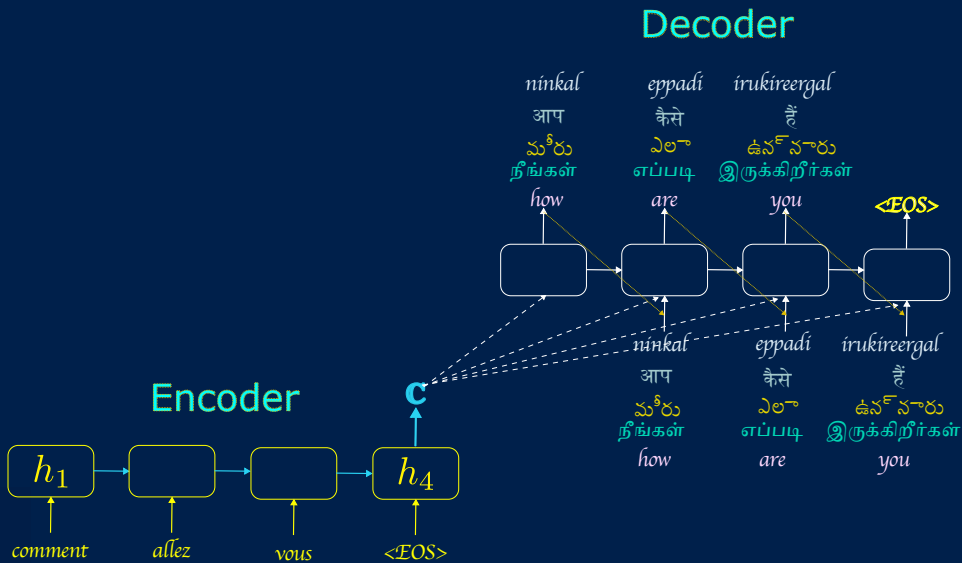 Decoder
ninkal eppadi irukireergal
आप कैसे हैं
మీరు ఎలా ఉన్నారు
நீங்கள் எப்படி இருக்கிறீர்கள்
how are you <EOS>
ninkal eppadi irukireergal
आप कैसे हैं
మీరు ఎలా ఉన్నారు
நீங்கள் எப்படி இருக்கிறீர்கள்
how are you
Encoder
c
h1 h4
comment allez vous <EOS>